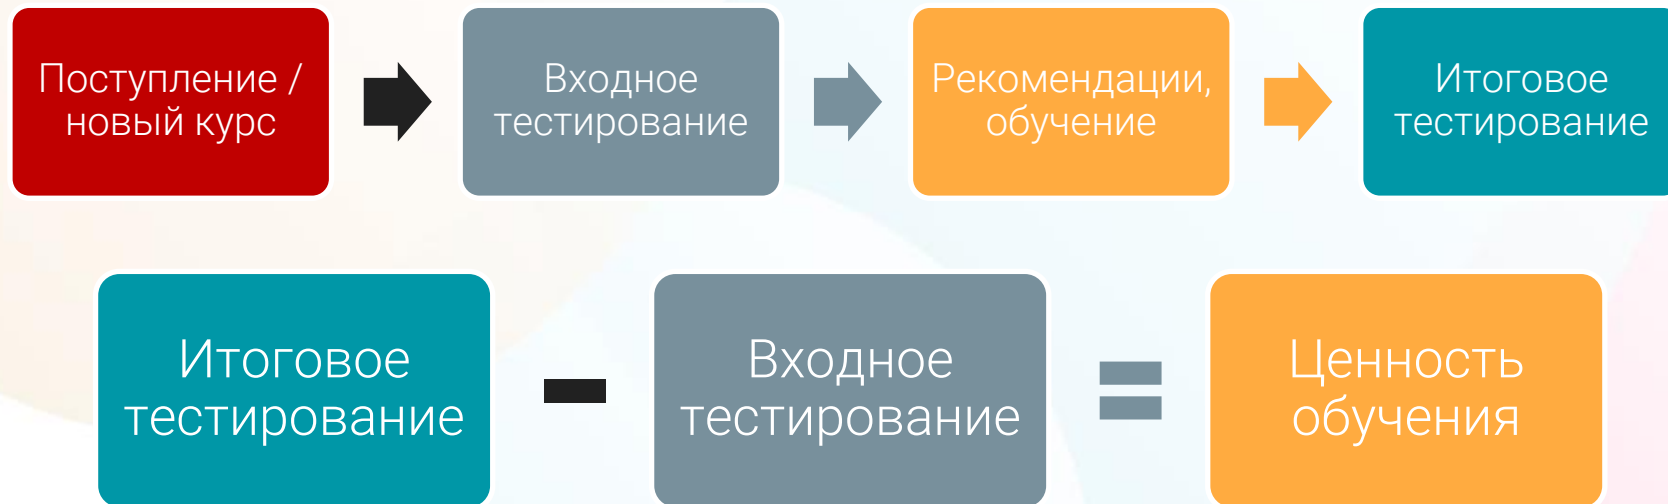 Поступление /
новый курс
Входное
тестирование
Рекомендации,
обучение
Итоговое
тестирование
Итоговое
тестирование
Входное
тестирование
Ценность
обучения